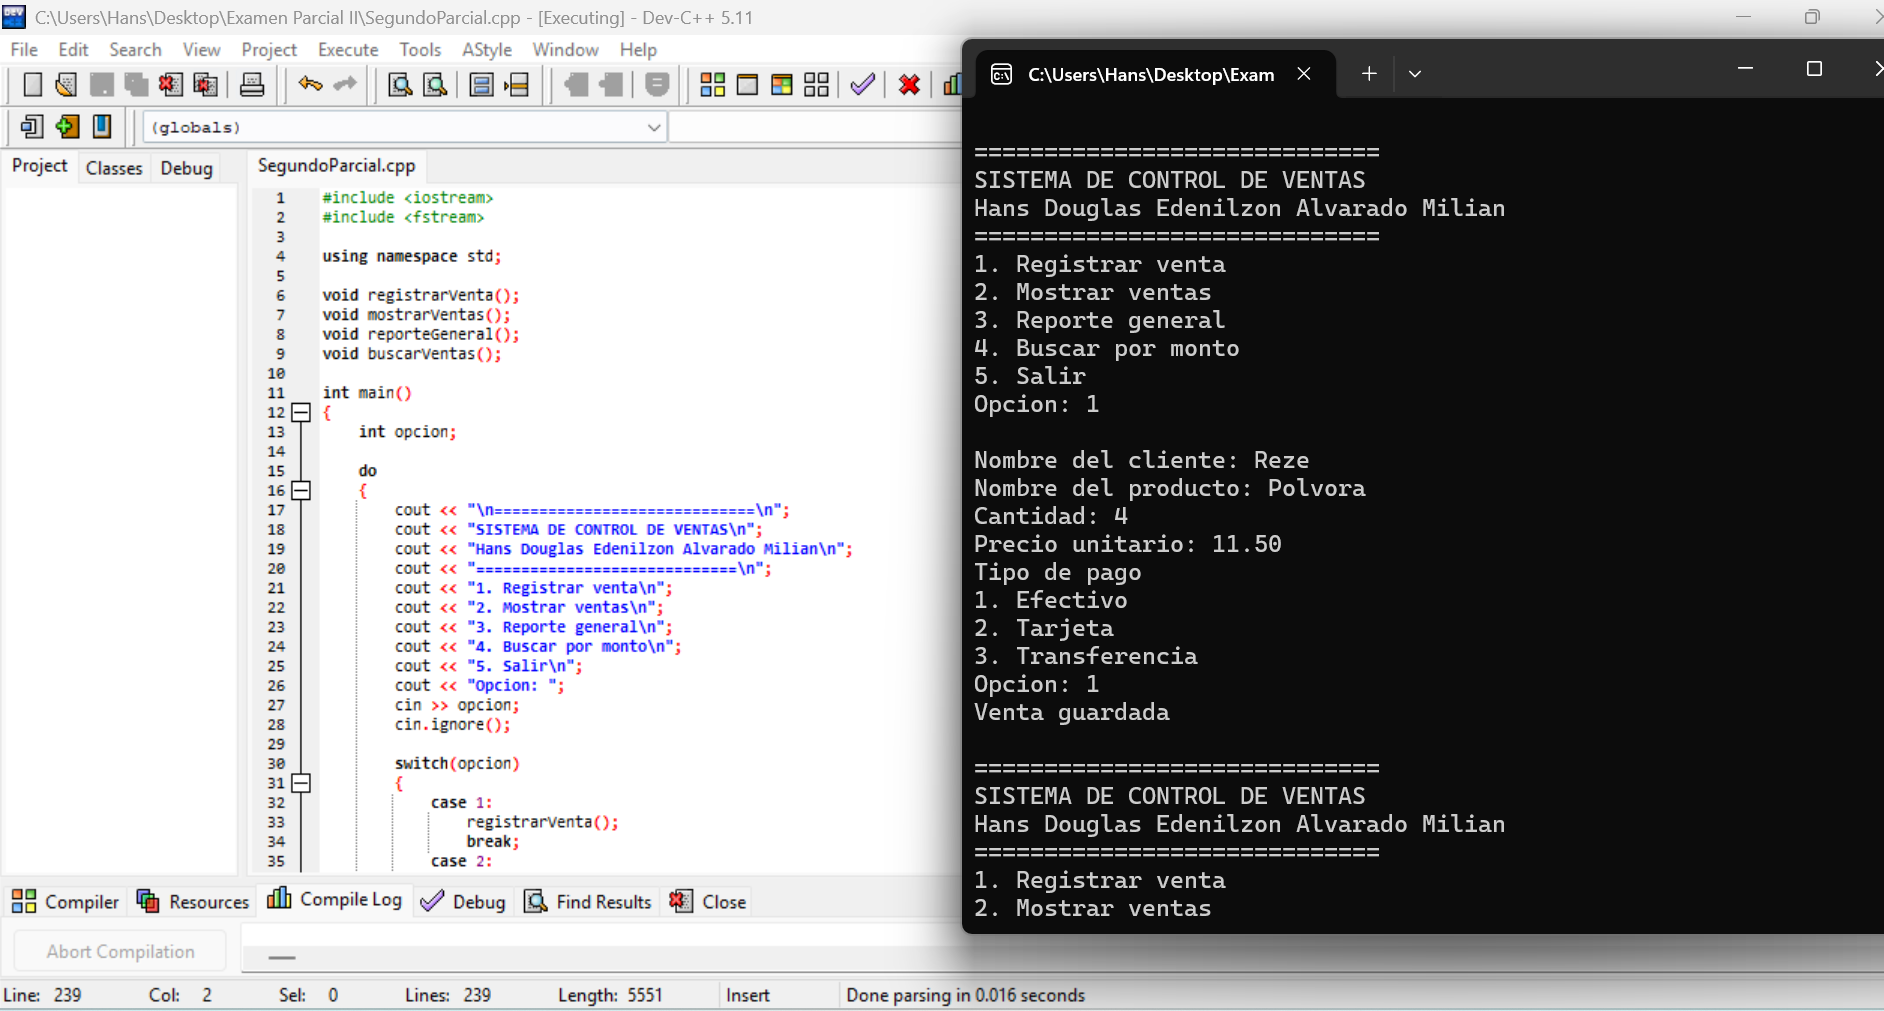 C:\Users\Hans\Desktop\Examen Parcial II\SegundoParcial.cpp - [Executing] - Dev-C++ 5.11
File Edit Search View Project Execute Tools AStyle Window Help
(globals)
Project Classes Debug
SegundoParcial.cpp
1 #include <iostream>
2 #include <fstream>
3
4 using namespace std;
5
6 void registrarVenta();
7 void mostrarVentas();
8 void reporteGeneral();
9 void buscarVentas();
10
11 int main()
12 {
13 int opcion;
14
15 do
16 {
17 cout << "\n=============================\n";
18 cout << "SISTEMA DE CONTROL DE VENTAS\n";
19 cout << "Hans Douglas Edenilzon Alvarado Milian\n";
20 cout << "=============================\n";
21 cout << "1. Registrar venta\n";
22 cout << "2. Mostrar ventas\n";
23 cout << "3. Reporte general\n";
24 cout << "4. Buscar por monto\n";
25 cout << "5. Salir\n";
26 cout << "Opcion: ";
27 cin >> opcion;
28 cin.ignore();
29
30 switch(opcion)
31 {
32 case 1:
33 registrarVenta();
34 break;
35 case 2:
Compiler Resources Compile Log Debug Find Results Close
Abort Compilation
Line: 239 Col: 2 Sel: 0 Lines: 239 Length: 5551 Insert Done parsing in 0.016 seconds
C:\Users\Hans\Desktop\Exam
=============================
SISTEMA DE CONTROL DE VENTAS
Hans Douglas Edenilzon Alvarado Milian
=============================
1. Registrar venta
2. Mostrar ventas
3. Reporte general
4. Buscar por monto
5. Salir
Opcion: 1
Nombre del cliente: Reze
Nombre del producto: Polvora
Cantidad: 4
Precio unitario: 11.50
Tipo de pago
1. Efectivo
2. Tarjeta
3. Transferencia
Opcion: 1
Venta guardada
=============================
SISTEMA DE CONTROL DE VENTAS
Hans Douglas Edenilzon Alvarado Milian
=============================
1. Registrar venta
2. Mostrar ventas